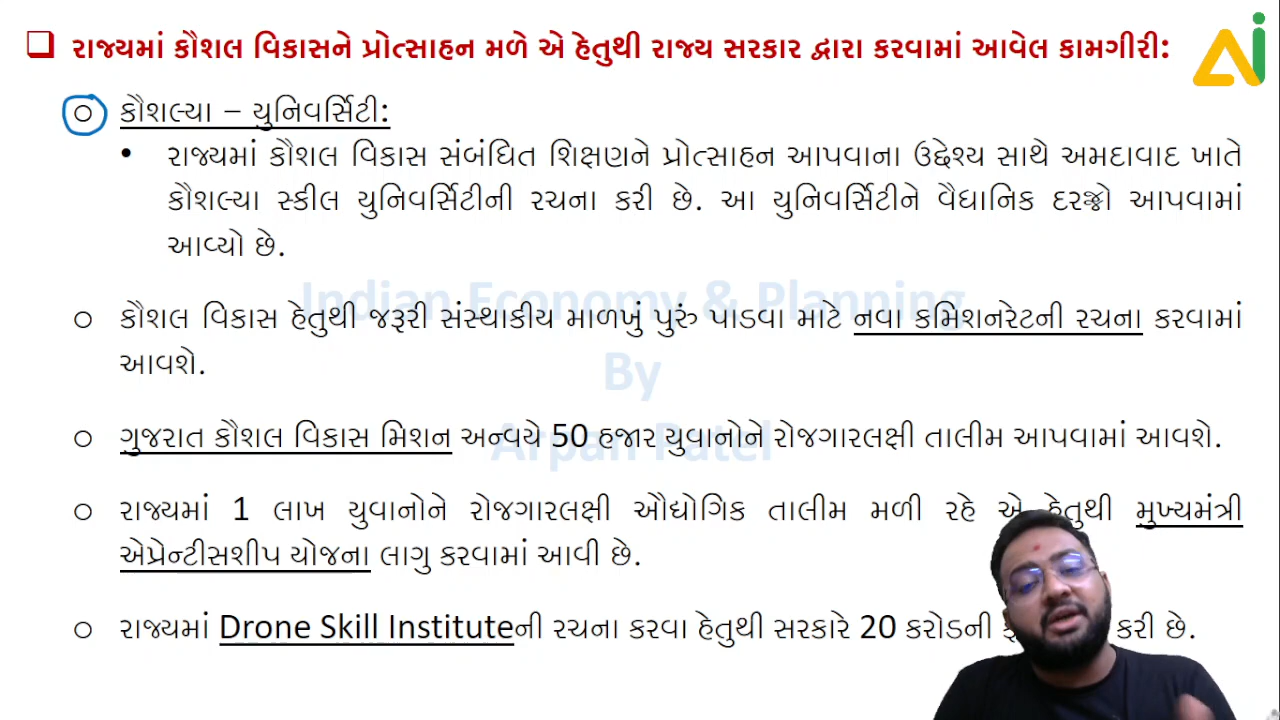 ❑ રાજ્યમાં કૌશલ વિકાસને પ્રોત્સાહન મળે એ હેતુથી રાજ્ય સરકાર દ્વારા કરવામાં આવેલ કામગીરી:
Ai
○ કૌશલ્યા – યુનિવર્સિટી:
• રાજ્યમાં કૌશલ વિકાસ સંબંધિત શિક્ષણને પ્રોત્સાહન આપવાના ઉદ્દેશ્ય સાથે અમદાવાદ ખાતે
કૌશલ્યા સ્કીલ યુનિવર્સિટીની રચના કરી છે. આ યુનિવર્સિટીને વૈધાનિક દરજ્જો આપવામાં
આવ્યો છે.
Indian Economy & Planning
○ કૌશલ વિકાસ હેતુથી જરૂરી સંસ્થાકીય માળખું પુરું પાડવા માટે નવા કમિશનરેટની રચના કરવામાં
આવશે.
By
○ ગુજરાત કૌશલ વિકાસ મિશન અન્વયે 50 હજાર યુવાનોને રોજગારલક્ષી તાલીમ આપવામાં આવશે.
Arpan Patel
○ રાજ્યમાં 1 લાખ યુવાનોને રોજગારલક્ષી ઔદ્યોગિક તાલીમ મળી રહે એ હેતુથી મુખ્યમંત્રી
એપ્રેન્ટીસશીપ યોજના લાગુ કરવામાં આવી છે.
○ રાજ્યમાં Drone Skill Instituteની રચના કરવા હેતુથી સરકારે 20 કરોડની કરી છે.